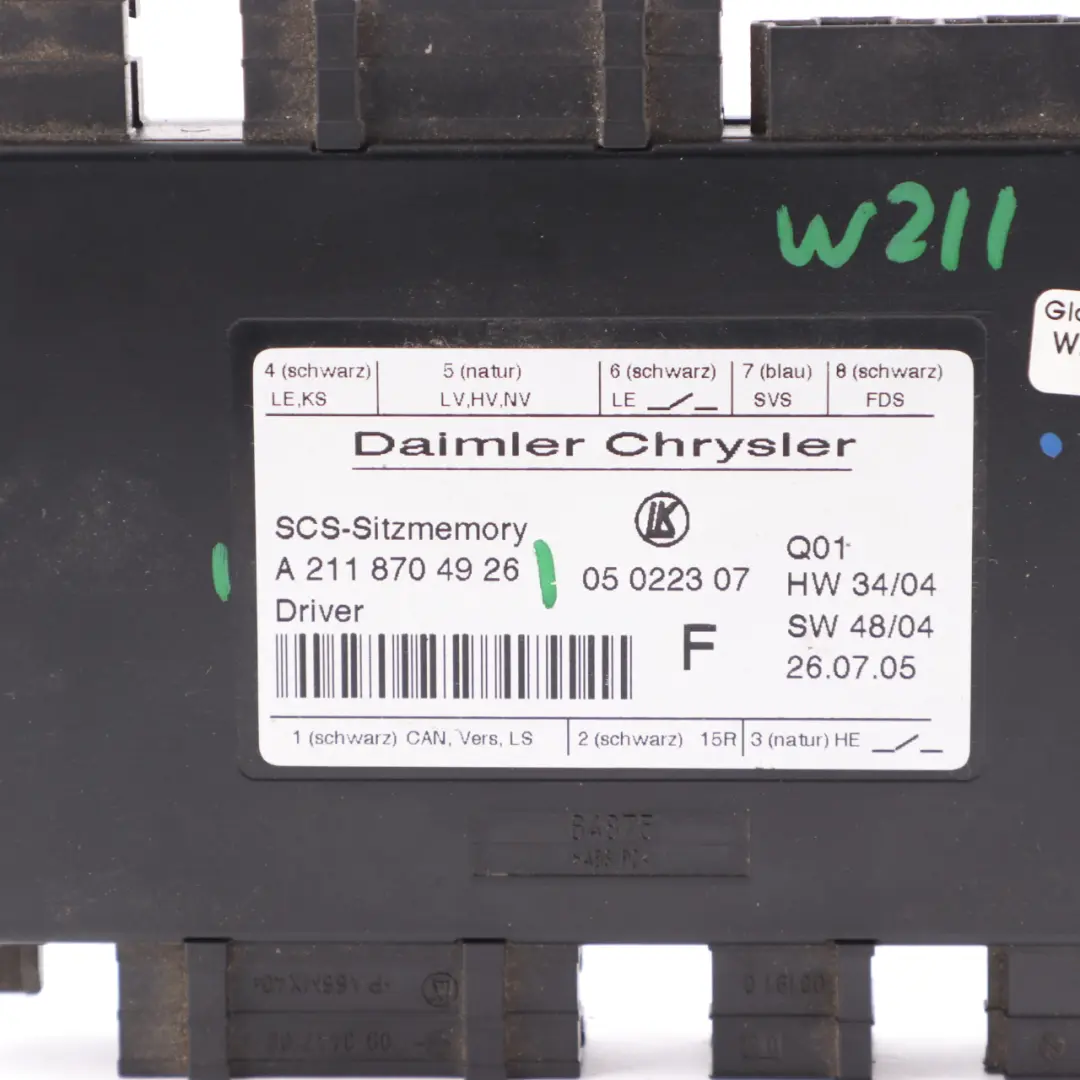 W211
Glo
W
4 (schwarz) 5 (natur) 6 (schwarz) 7 (blau) 8 (schwarz)
LE,KS LV,HV,NV LE SVS FDS
Daimler Chrysler
SCS-Sitzmemory
A 211 870 49 26
Driver
LK
05 0223 07
F
Q01
HW 34/04
SW 48/04
26.07.05
1 (schwarz) CAN, Vers, LS 2 (schwarz) 15R 3 (natur) HE